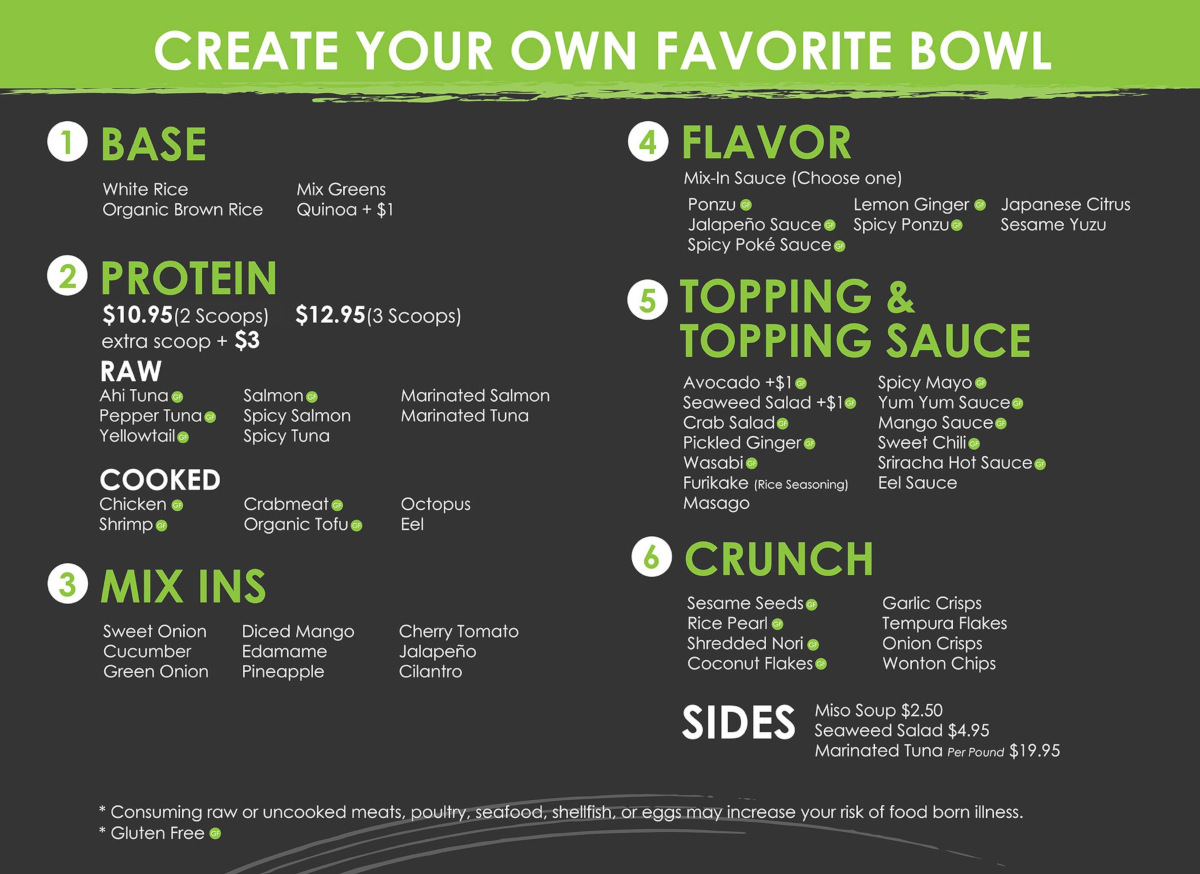 CREATE YOUR OWN FAVORITE BOWL
1 BASE
White Rice Mix Greens
Organic Brown Rice Quinoa + $1
2 PROTEIN
$10.95(2 Scoops) $12.95(3 Scoops)
extra scoop + $3
RAW
Ahi Tuna GF Salmon GF Marinated Salmon
Pepper Tuna GF Spicy Salmon Marinated Tuna
Yellowtail GF Spicy Tuna
COOKED
Chicken GF Crabmeat GF Octopus
Shrimp GF Organic Tofu GF Eel
3 MIX INS
Sweet Onion Diced Mango Cherry Tomato
Cucumber Edamame Jalapeño
Green Onion Pineapple Cilantro
4 FLAVOR
Mix-In Sauce (Choose one)
Ponzu GF Lemon Ginger GF Japanese Citrus
Jalapeño Sauce GF Spicy Ponzu GF Sesame Yuzu
Spicy Poké Sauce GF
5 TOPPING &
TOPPING SAUCE
Avocado +$1 GF Spicy Mayo GF
Seaweed Salad +$1 GF Yum Yum Sauce GF
Crab Salad GF Mango Sauce GF
Pickled Ginger GF Sweet Chili GF
Wasabi GF Sriracha Hot Sauce GF
Furikake (Rice Seasoning) Eel Sauce
Masago
6 CRUNCH
Sesame Seeds GF Garlic Crisps
Rice Pearl GF Tempura Flakes
Shredded Nori GF Onion Crisps
Coconut Flakes GF Wonton Chips
SIDES Miso Soup $2.50
Seaweed Salad $4.95
Marinated Tuna Per Pound $19.95
* Consuming raw or uncooked meats, poultry, seafood, shellfish, or eggs may increase your risk of food born illness.
* Gluten Free GF